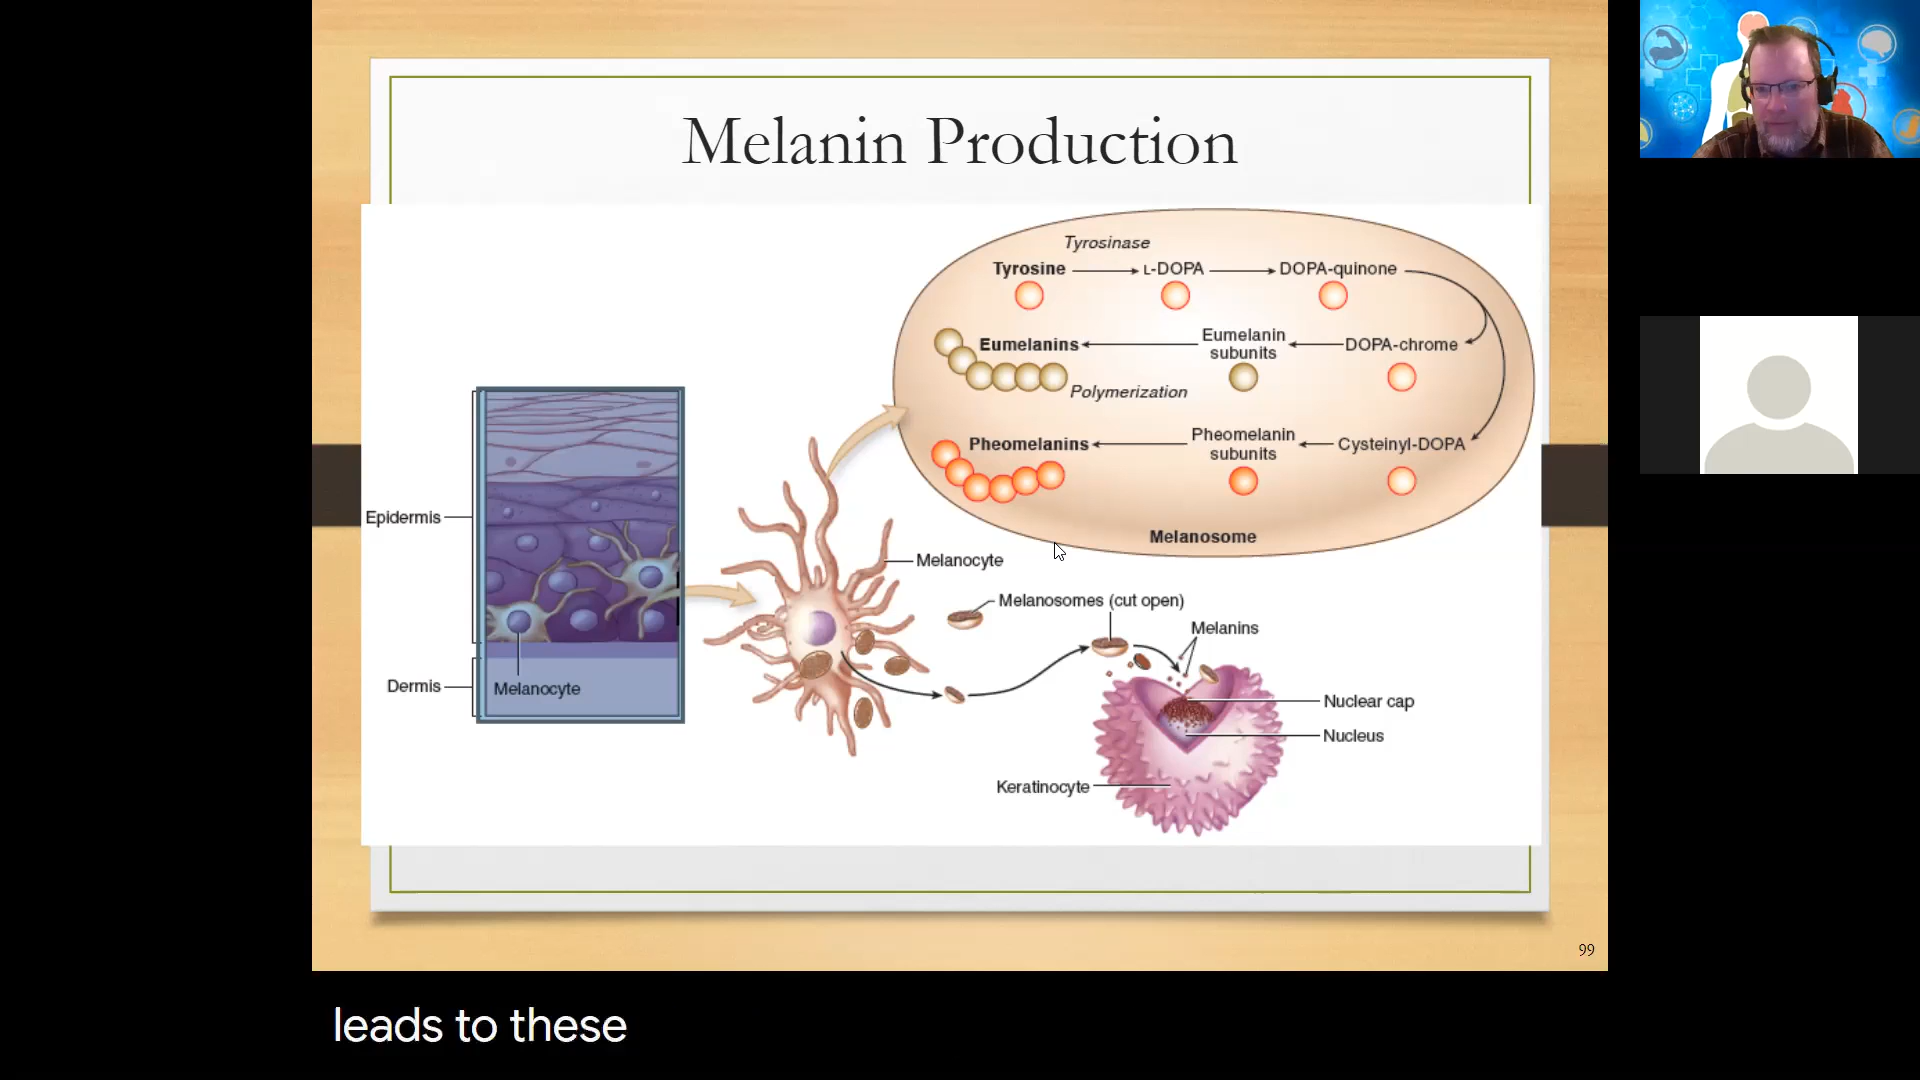 Melanin Production
Tyrosinase
Tyrosine
L-DOPA
DOPA-quinone
Eumelanins
Eumelanin
subunits
DOPA-chrome
Polymerization
Pheomelanins
Pheomelanin
subunits
Cysteinyl-DOPA
Melanosome
Epidermis
Dermis
Melanocyte
Melanocyte
Melanosomes (cut open)
Melanins
Nuclear cap
Nucleus
Keratinocyte
99
leads to these